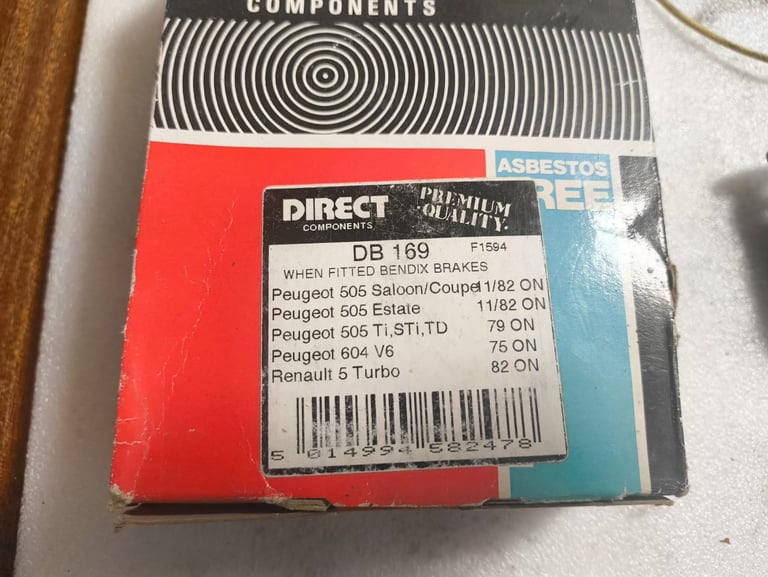 COMPONENTS
ASBESTOS
FREE
DIRECT
COMPONENTS
PREMIUM
QUALITY.
DB 169 F1594
WHEN FITTED BENDIX BRAKES
Peugeot 505 Saloon/Coupe 11/82 ON
Peugeot 505 Estate 11/82 ON
Peugeot 505 Ti,STi,TD 79 ON
Peugeot 604 V6 75 ON
Renault 5 Turbo 82 ON
5 014994 582478